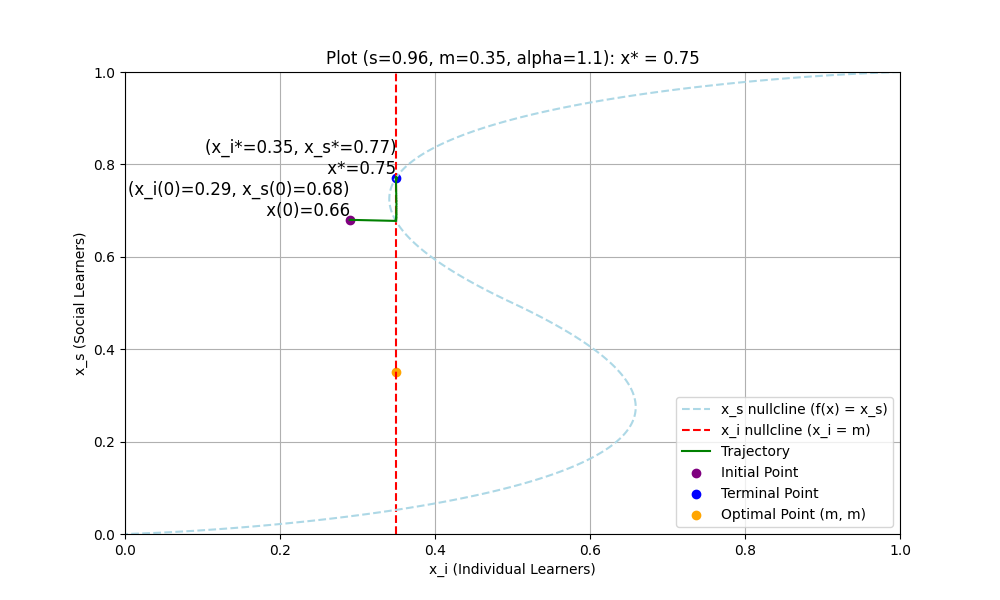 Plot (s=0.96, m=0.35, alpha=1.1): x* = 0.75
1.0
0.8
0.6
0.4
0.2
0.0
x_s (Social Learners)
(x_i*=0.35, x_s*=0.77)
x*=0.75
(x_i(0)=0.29, x_s(0)=0.68)
x(0)=0.66
x_s nullcline (f(x) = x_s)
x_i nullcline (x_i = m)
Trajectory
Initial Point
Terminal Point
Optimal Point (m, m)
0.0 0.2 0.4 0.6 0.8 1.0
x_i (Individual Learners)